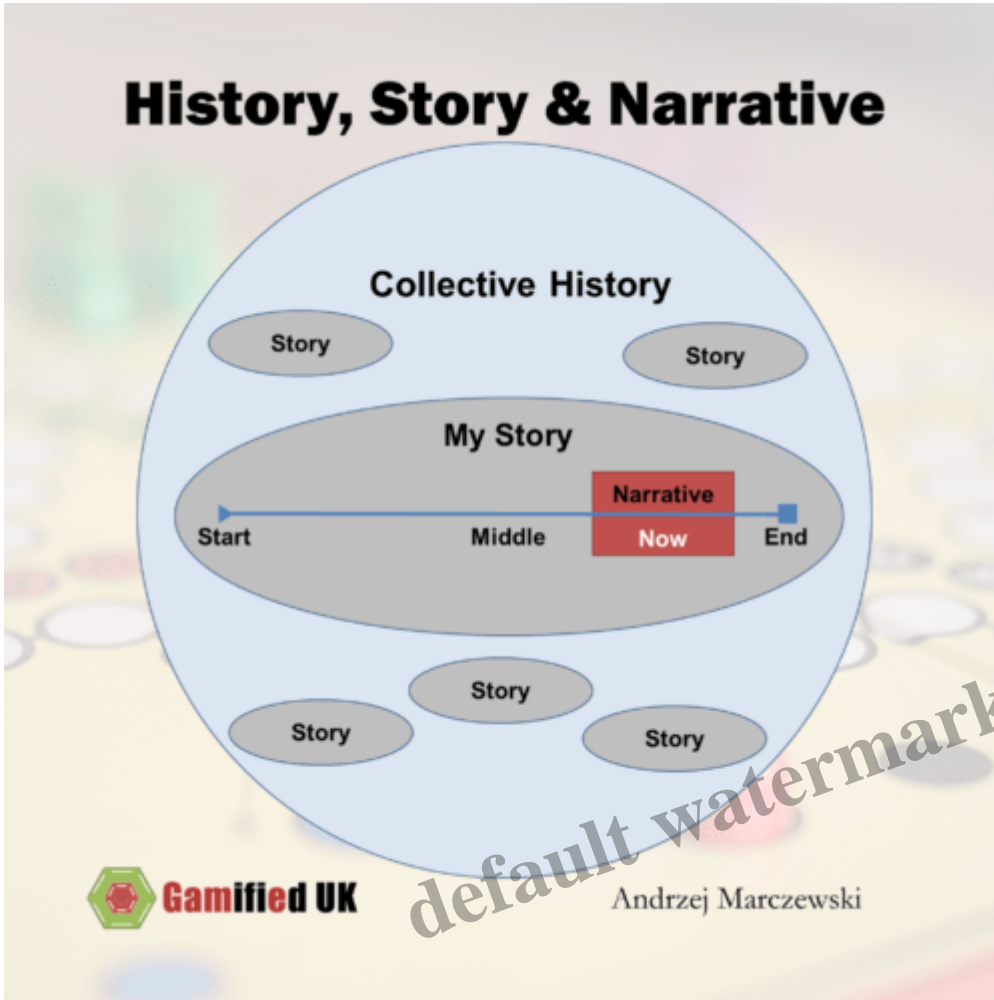 History, Story & Narrative
Collective History
Story
Story
My Story
Narrative
Start
Middle
Now
End
Story
Story
Story
default watermark
Gamified UK
Andrzej Marczewski